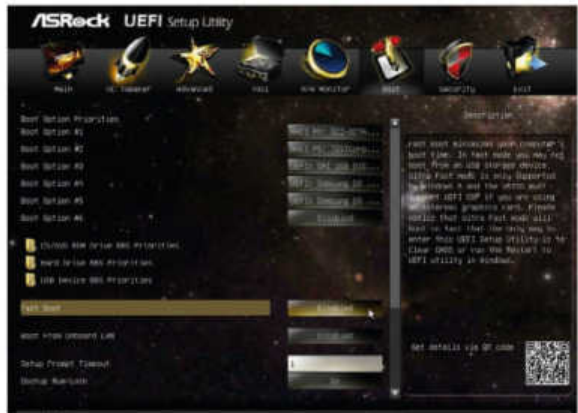 ASRock UEFI Setup Utility
Main OC Tweaker Advanced Tool H/W Monitor Boot Security Exit
Boot Option Priorities
Boot Option #1
Boot Option #2
Boot Option #3
Boot Option #4
Boot Option #5
Boot Option #6
Disabled
CD/DVD ROM Drive BBS Priorities
Hard Drive BBS Priorities
USB Device BBS Priorities
Fast Boot
Disabled
Boot From Onboard LAN
Disabled
Setup Prompt Timeout
1
Bootup Num-Lock
On
Description
Fast Boot minimizes your computer's
boot time. In fast mode you may not
boot from an USB storage device.
Ultra Fast mode is only supported
by Windows 8 and the VBIOS must
support UEFI GOP if you are using
an external graphics card. Please
notice that Ultra Fast mode will
boot so fast that the only way to
enter this UEFI Setup Utility is to
Clear CMOS or run the Restart to
UEFI utility in Windows.
Get details via QR code